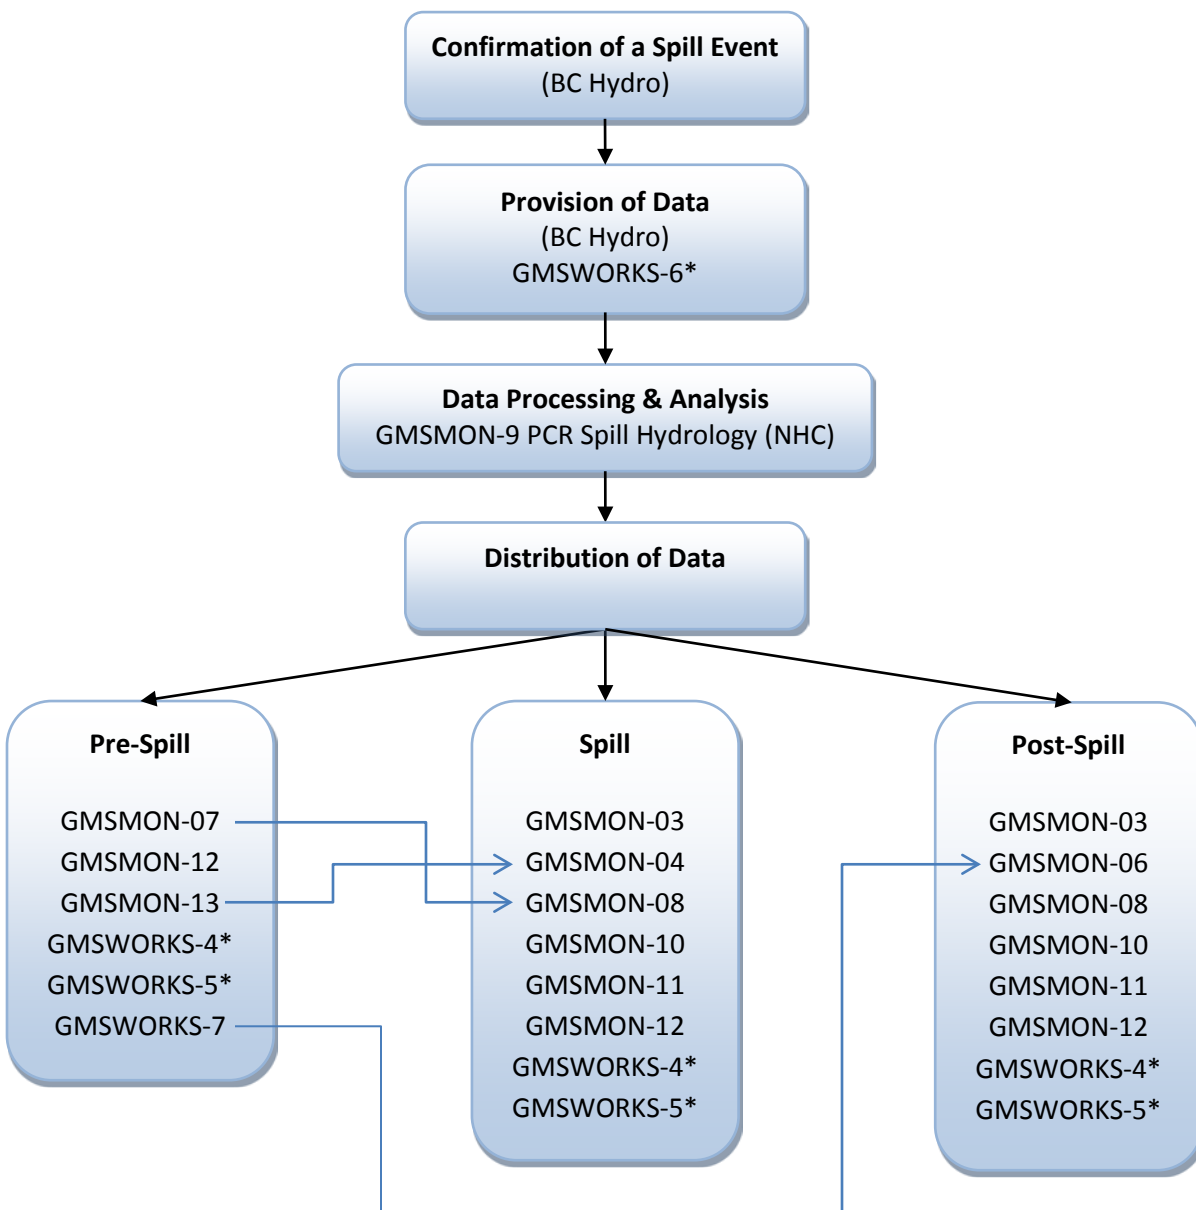 Confirmation of a Spill Event
(BC Hydro)
Provision of Data
(BC Hydro)
GMSWORKS-6*
Data Processing & Analysis
GMSMON-9 PCR Spill Hydrology (NHC)
Distribution of Data
Pre-Spill
GMSMON-07
GMSMON-12
GMSMON-13
GMSWORKS-4*
GMSWORKS-5*
GMSWORKS-7
Spill
GMSMON-03
GMSMON-04
GMSMON-08
GMSMON-10
GMSMON-11
GMSMON-12
GMSWORKS-4*
GMSWORKS-5*
Post-Spill
GMSMON-03
GMSMON-06
GMSMON-08
GMSMON-10
GMSMON-11
GMSMON-12
GMSWORKS-4*
GMSWORKS-5*